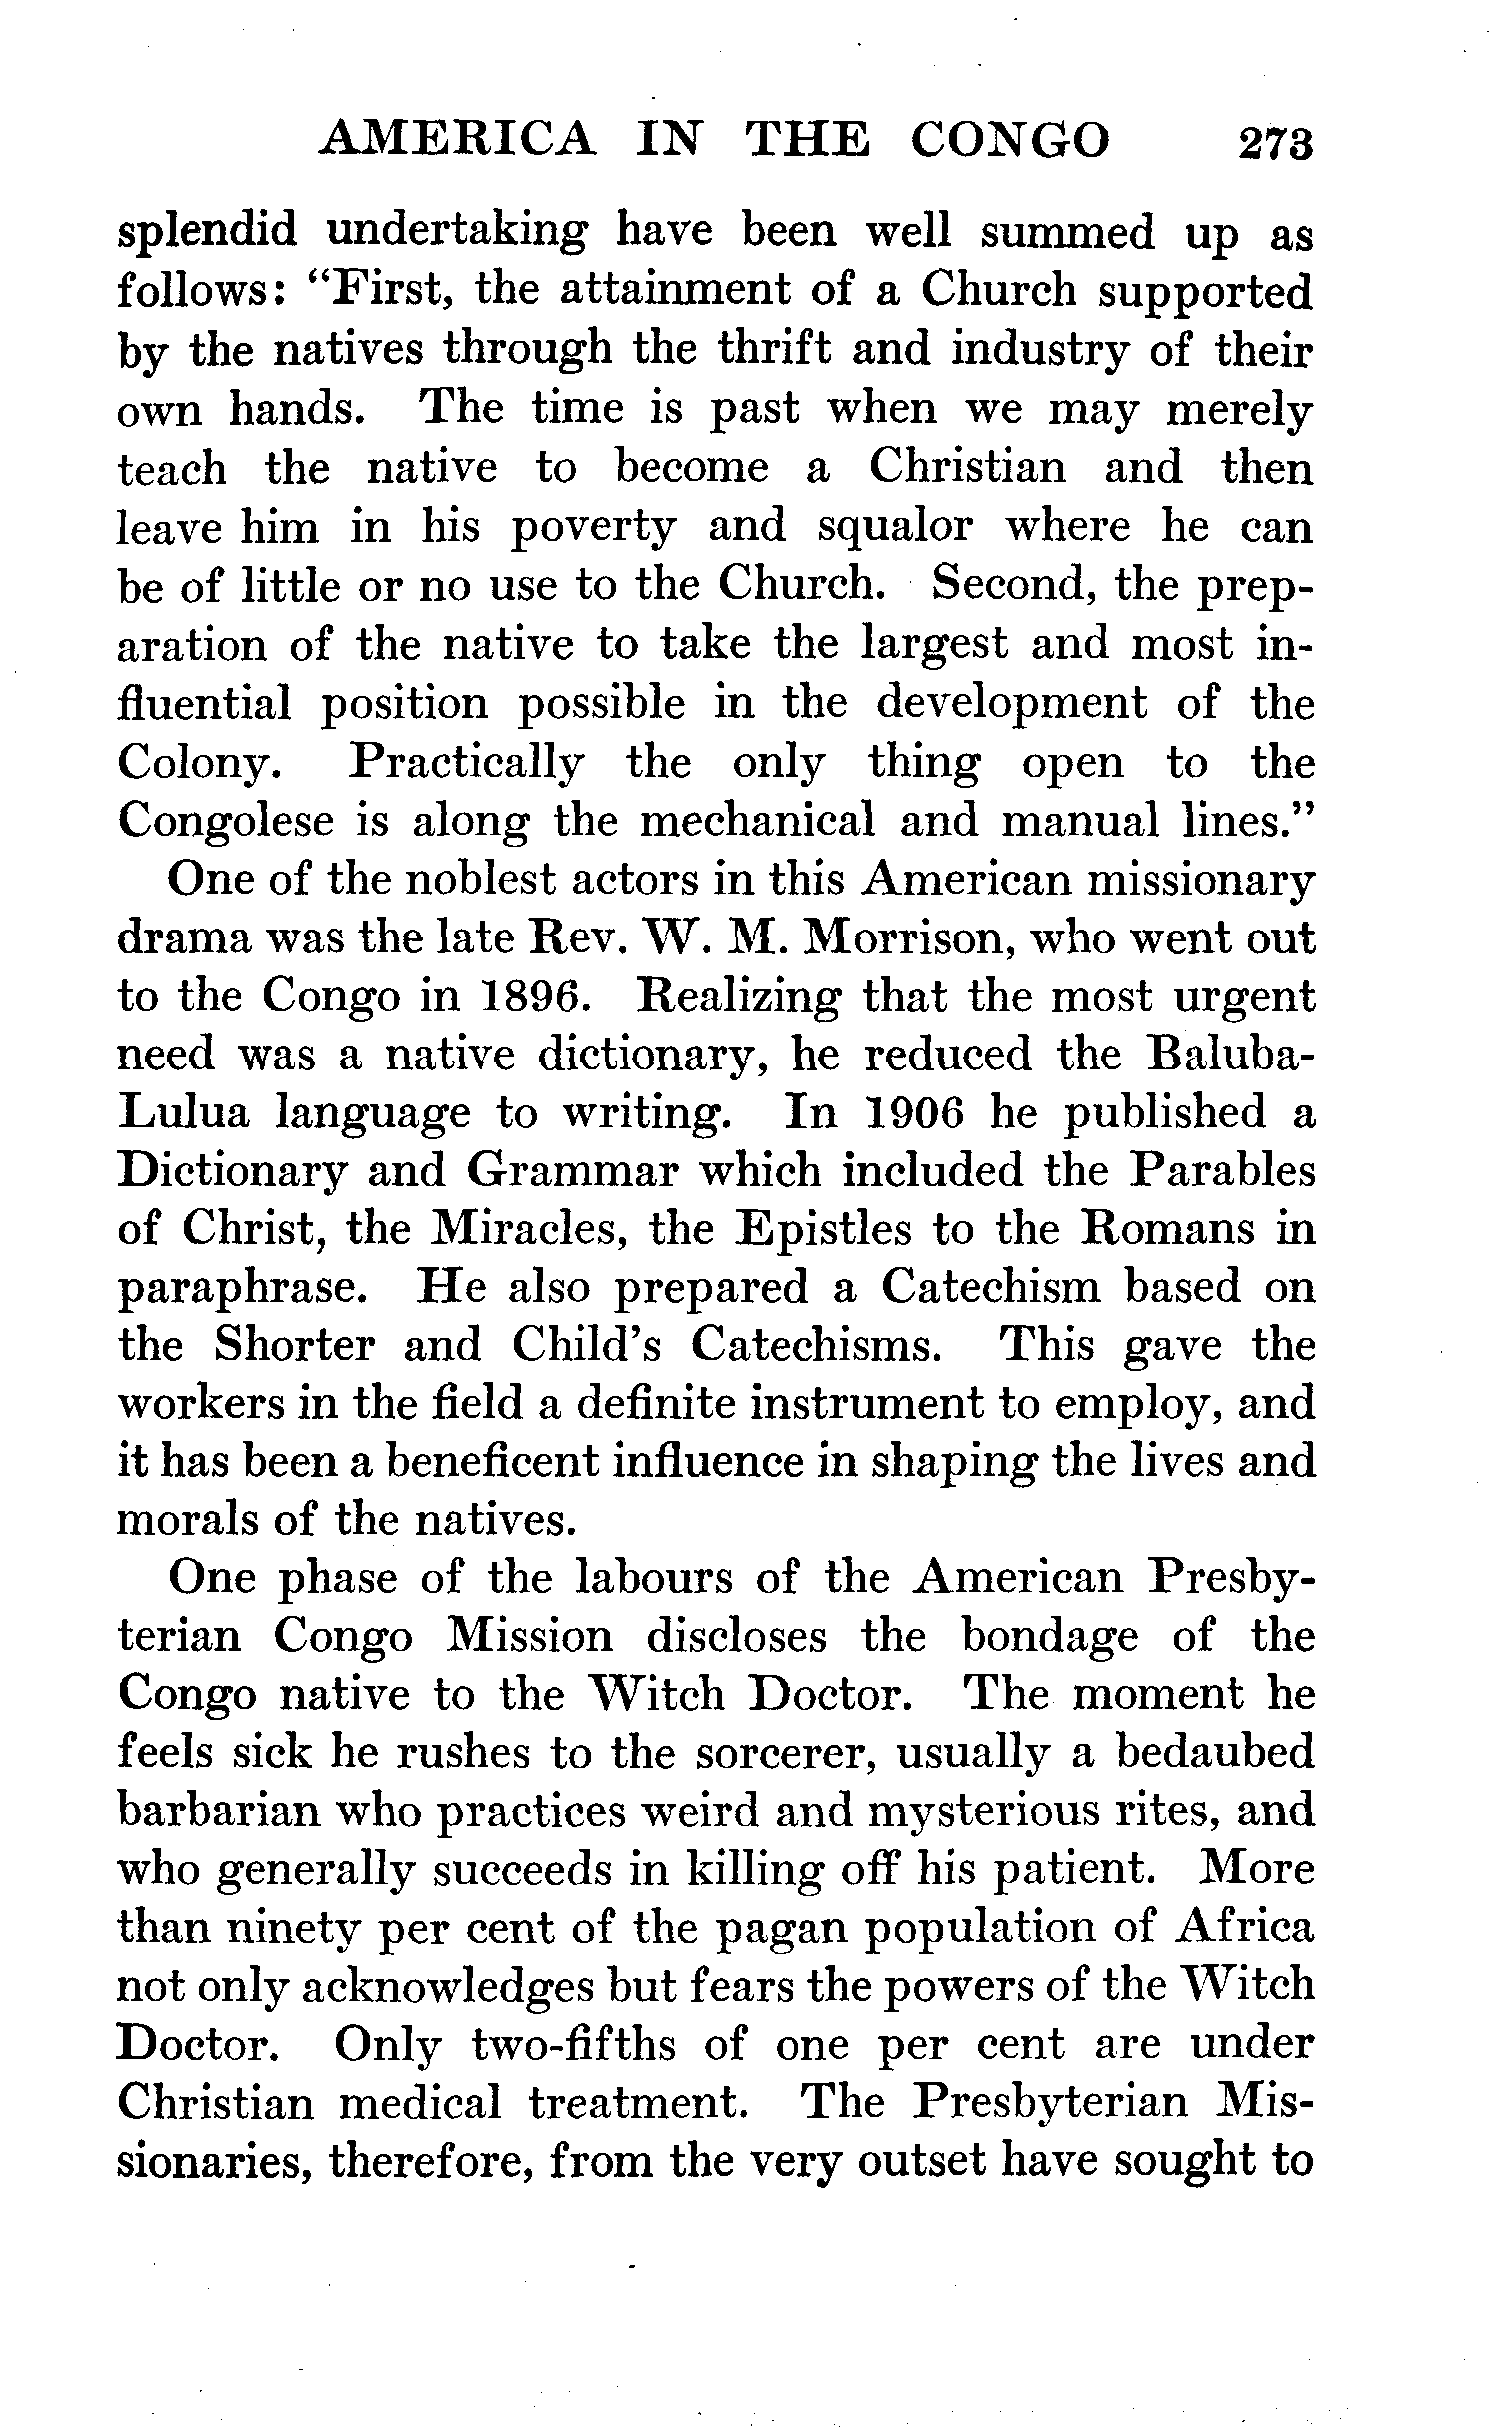 AMERICA IN THE CONGO 273
splendid undertaking have been well summed up as
follows: “First, the attainment of a Church supported
by the natives through the thrift and industry of their
own hands. The time is past when we may merely
teach the native to become a Christian and then
leave him in his poverty and squalor where he can
be of little or no use to the Church. Second, the prep-
aration of the native to take the largest and most in-
fluential position possible in the development of the
Colony. Practically the only thing open to the
Congolese is along the mechanical and manual lines.”
One of the noblest actors in this American missionary
drama was the late Rev. W. M. Morrison, who went out
to the Congo in 1896. Realizing that the most urgent
need was a native dictionary, he reduced the Baluba-
Lulua language to writing. In 1906 he published a
Dictionary and Grammar which included the Parables
of Christ, the Miracles, the Epistles to the Romans in
paraphrase. He also prepared a Catechism based on
the Shorter and Child’s Catechisms. This gave the
workers in the field a definite instrument to employ, and
it has been a beneficent influence in shaping the lives and
morals of the natives.
One phase of the labours of the American Presby-
terian Congo Mission discloses the bondage of the
Congo native to the Witch Doctor. The moment he
feels sick he rushes to the sorcerer, usually a bedaubed
barbarian who practices weird and mysterious rites, and
who generally succeeds in killing off his patient. More
than ninety per cent of the pagan population of Africa
not only acknowledges but fears the powers of the Witch
Doctor. Only two-fifths of one per cent are under
Christian medical treatment. The Presbyterian Mis-
sionaries, therefore, from the very outset have sought to